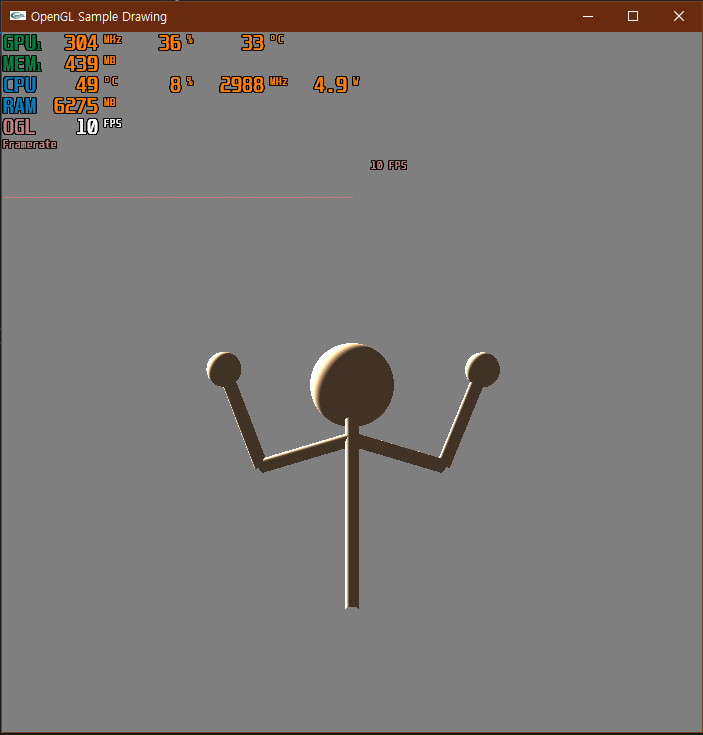 OpenGL Sample Drawing
GPU1 304 MHz 36 % 33 °C
MEM1 439 MB
CPU 49 °C 8 % 2988 MHz 4.9 W
RAM 6275 MB
OGL 10 FPS
Framerate
10 FPS